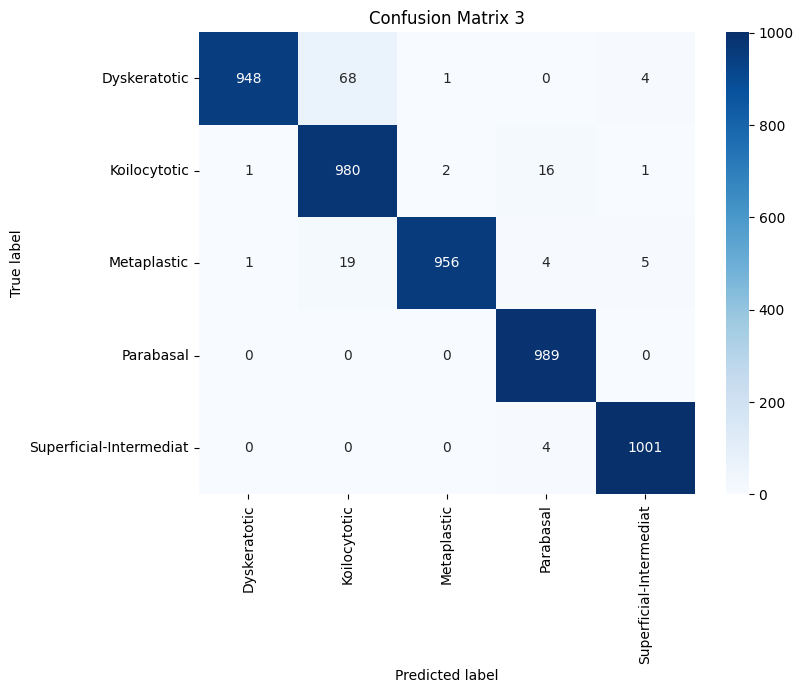 Confusion Matrix 3
True label
Dyskeratotic 948 68 1 0 4
Koilocytotic 1 980 2 16 1
Metaplastic 1 19 956 4 5
Parabasal 0 0 0 989 0
Superficial-Intermediat 0 0 0 4 1001
Dyskeratotic
Koilocytotic
Metaplastic
Parabasal
Superficial-Intermediat
Predicted label
1000
800
600
400
200
0